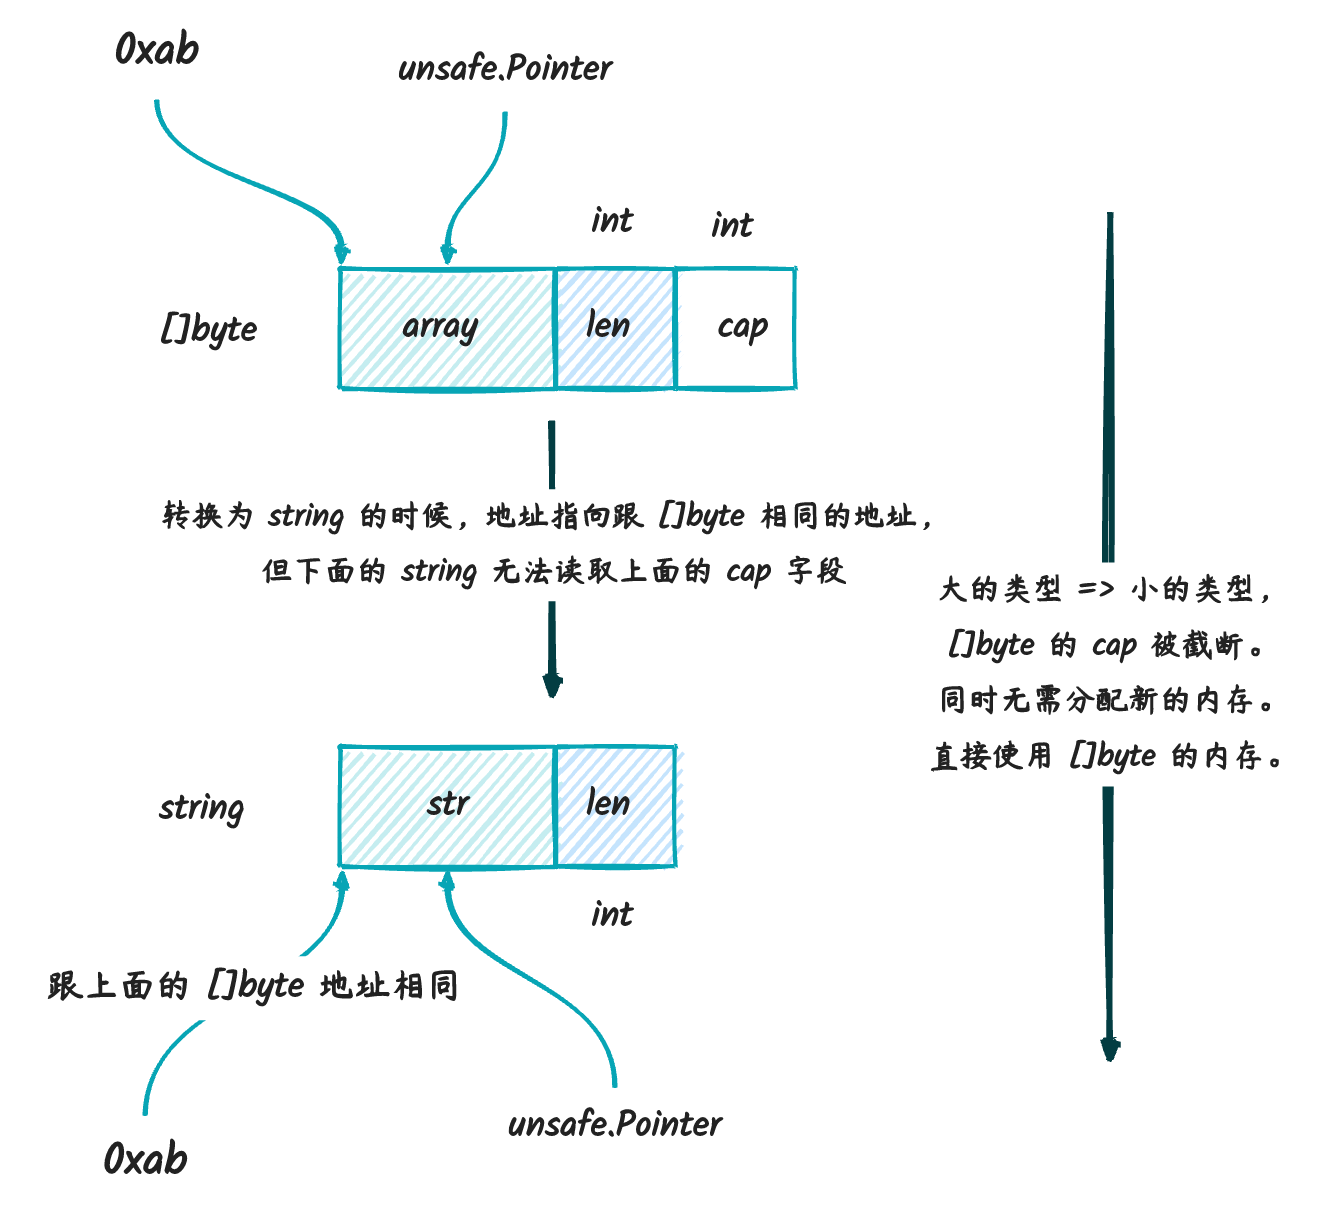 0xab
unsafe.Pointer
int
int
[]byte
array
len
cap
转换为 string 的时候，地址指向跟 []byte 相同的地址，
但下面的 string 无法读取上面的 cap 字段
大的类型 => 小的类型，
[]byte 的 cap 被截断。
同时无需分配新的内存。
直接使用 []byte 的内存。
string
str
len
int
跟上面的 []byte 地址相同
unsafe.Pointer
0xab